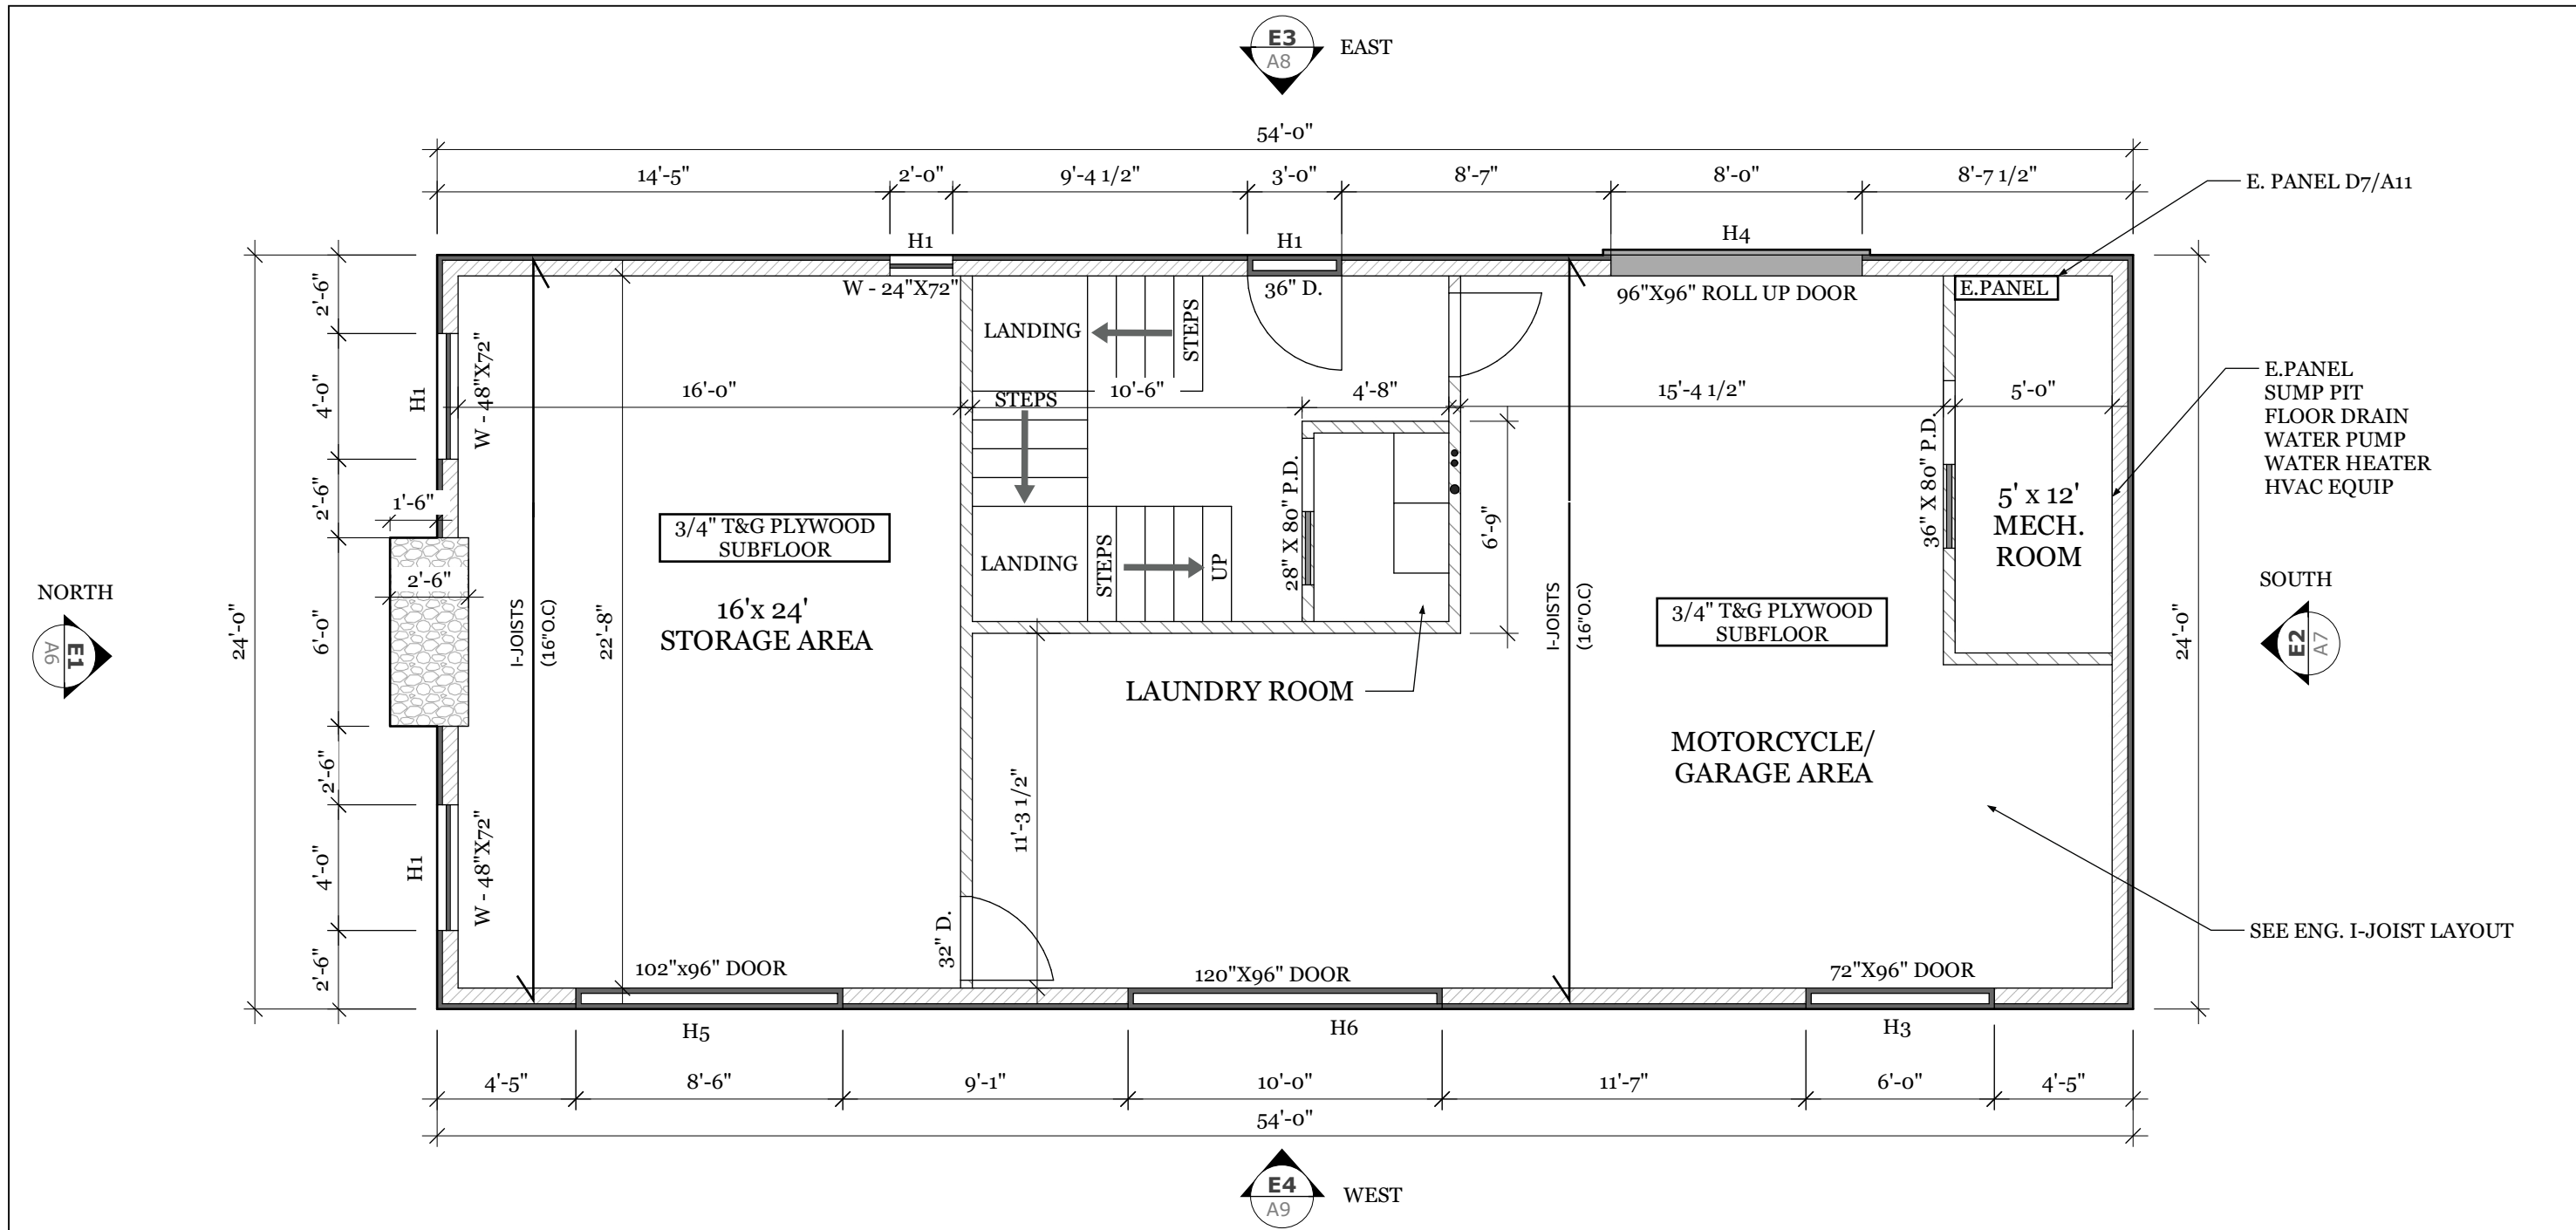 E3
A8
EAST
54'-0"
14'-5"
2'-0"
9'-4 1/2"
3'-0"
8'-7"
8'-0"
8'-7 1/2"
E. PANEL D7/A11
H1
H1
H4
W - 24"X72"
36" D.
96"X96" ROLL UP DOOR
E.PANEL
2'-6"
4'-0"
2'-6"
6'-0"
2'-6"
4'-0"
2'-6"
24'-0"
H1
W - 48"X72"
LANDING
STEPS
16'-0"
STEPS
10'-6"
4'-8"
15'-4 1/2"
5'-0"
E.PANEL
SUMP PIT
FLOOR DRAIN
WATER PUMP
WATER HEATER
HVAC EQUIP
1'-6"
2'-6"
3/4" T&G PLYWOOD
SUBFLOOR
28" X 80" P.D.
6'-9"
36" X 80" P.D.
5' x 12'
MECH.
ROOM
LANDING
STEPS
UP
NORTH
E1
A6
I-JOISTS
(16"O.C)
22'-8"
16'x 24'
STORAGE AREA
I-JOISTS
(16"O.C)
3/4" T&G PLYWOOD
SUBFLOOR
SOUTH
E2
A7
24'-0"
LAUNDRY ROOM
MOTORCYCLE/
GARAGE AREA
11'-3 1/2"
H1
W - 48"X72"
32" D.
SEE ENG. I-JOIST LAYOUT
102"x96" DOOR
120"X96" DOOR
72"X96" DOOR
H5
H6
H3
4'-5"
8'-6"
9'-1"
10'-0"
11'-7"
6'-0"
4'-5"
54'-0"
E4
A9
WEST